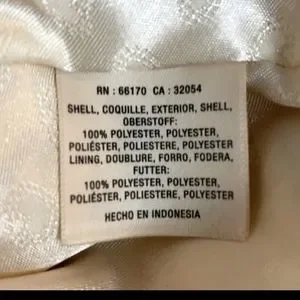 RN : 66170 CA : 32054
SHELL, COQUILLE, EXTERIOR, SHELL,
OBERSTOFF:
100% POLYESTER, POLYESTER,
POLIÉSTER, POLIESTERE, POLYESTER
LINING, DOUBLURE, FORRO, FODERA,
FUTTER:
100% POLYESTER, POLYESTER,
POLIÉSTER, POLIESTERE, POLYESTER
HECHO EN INDONESIA